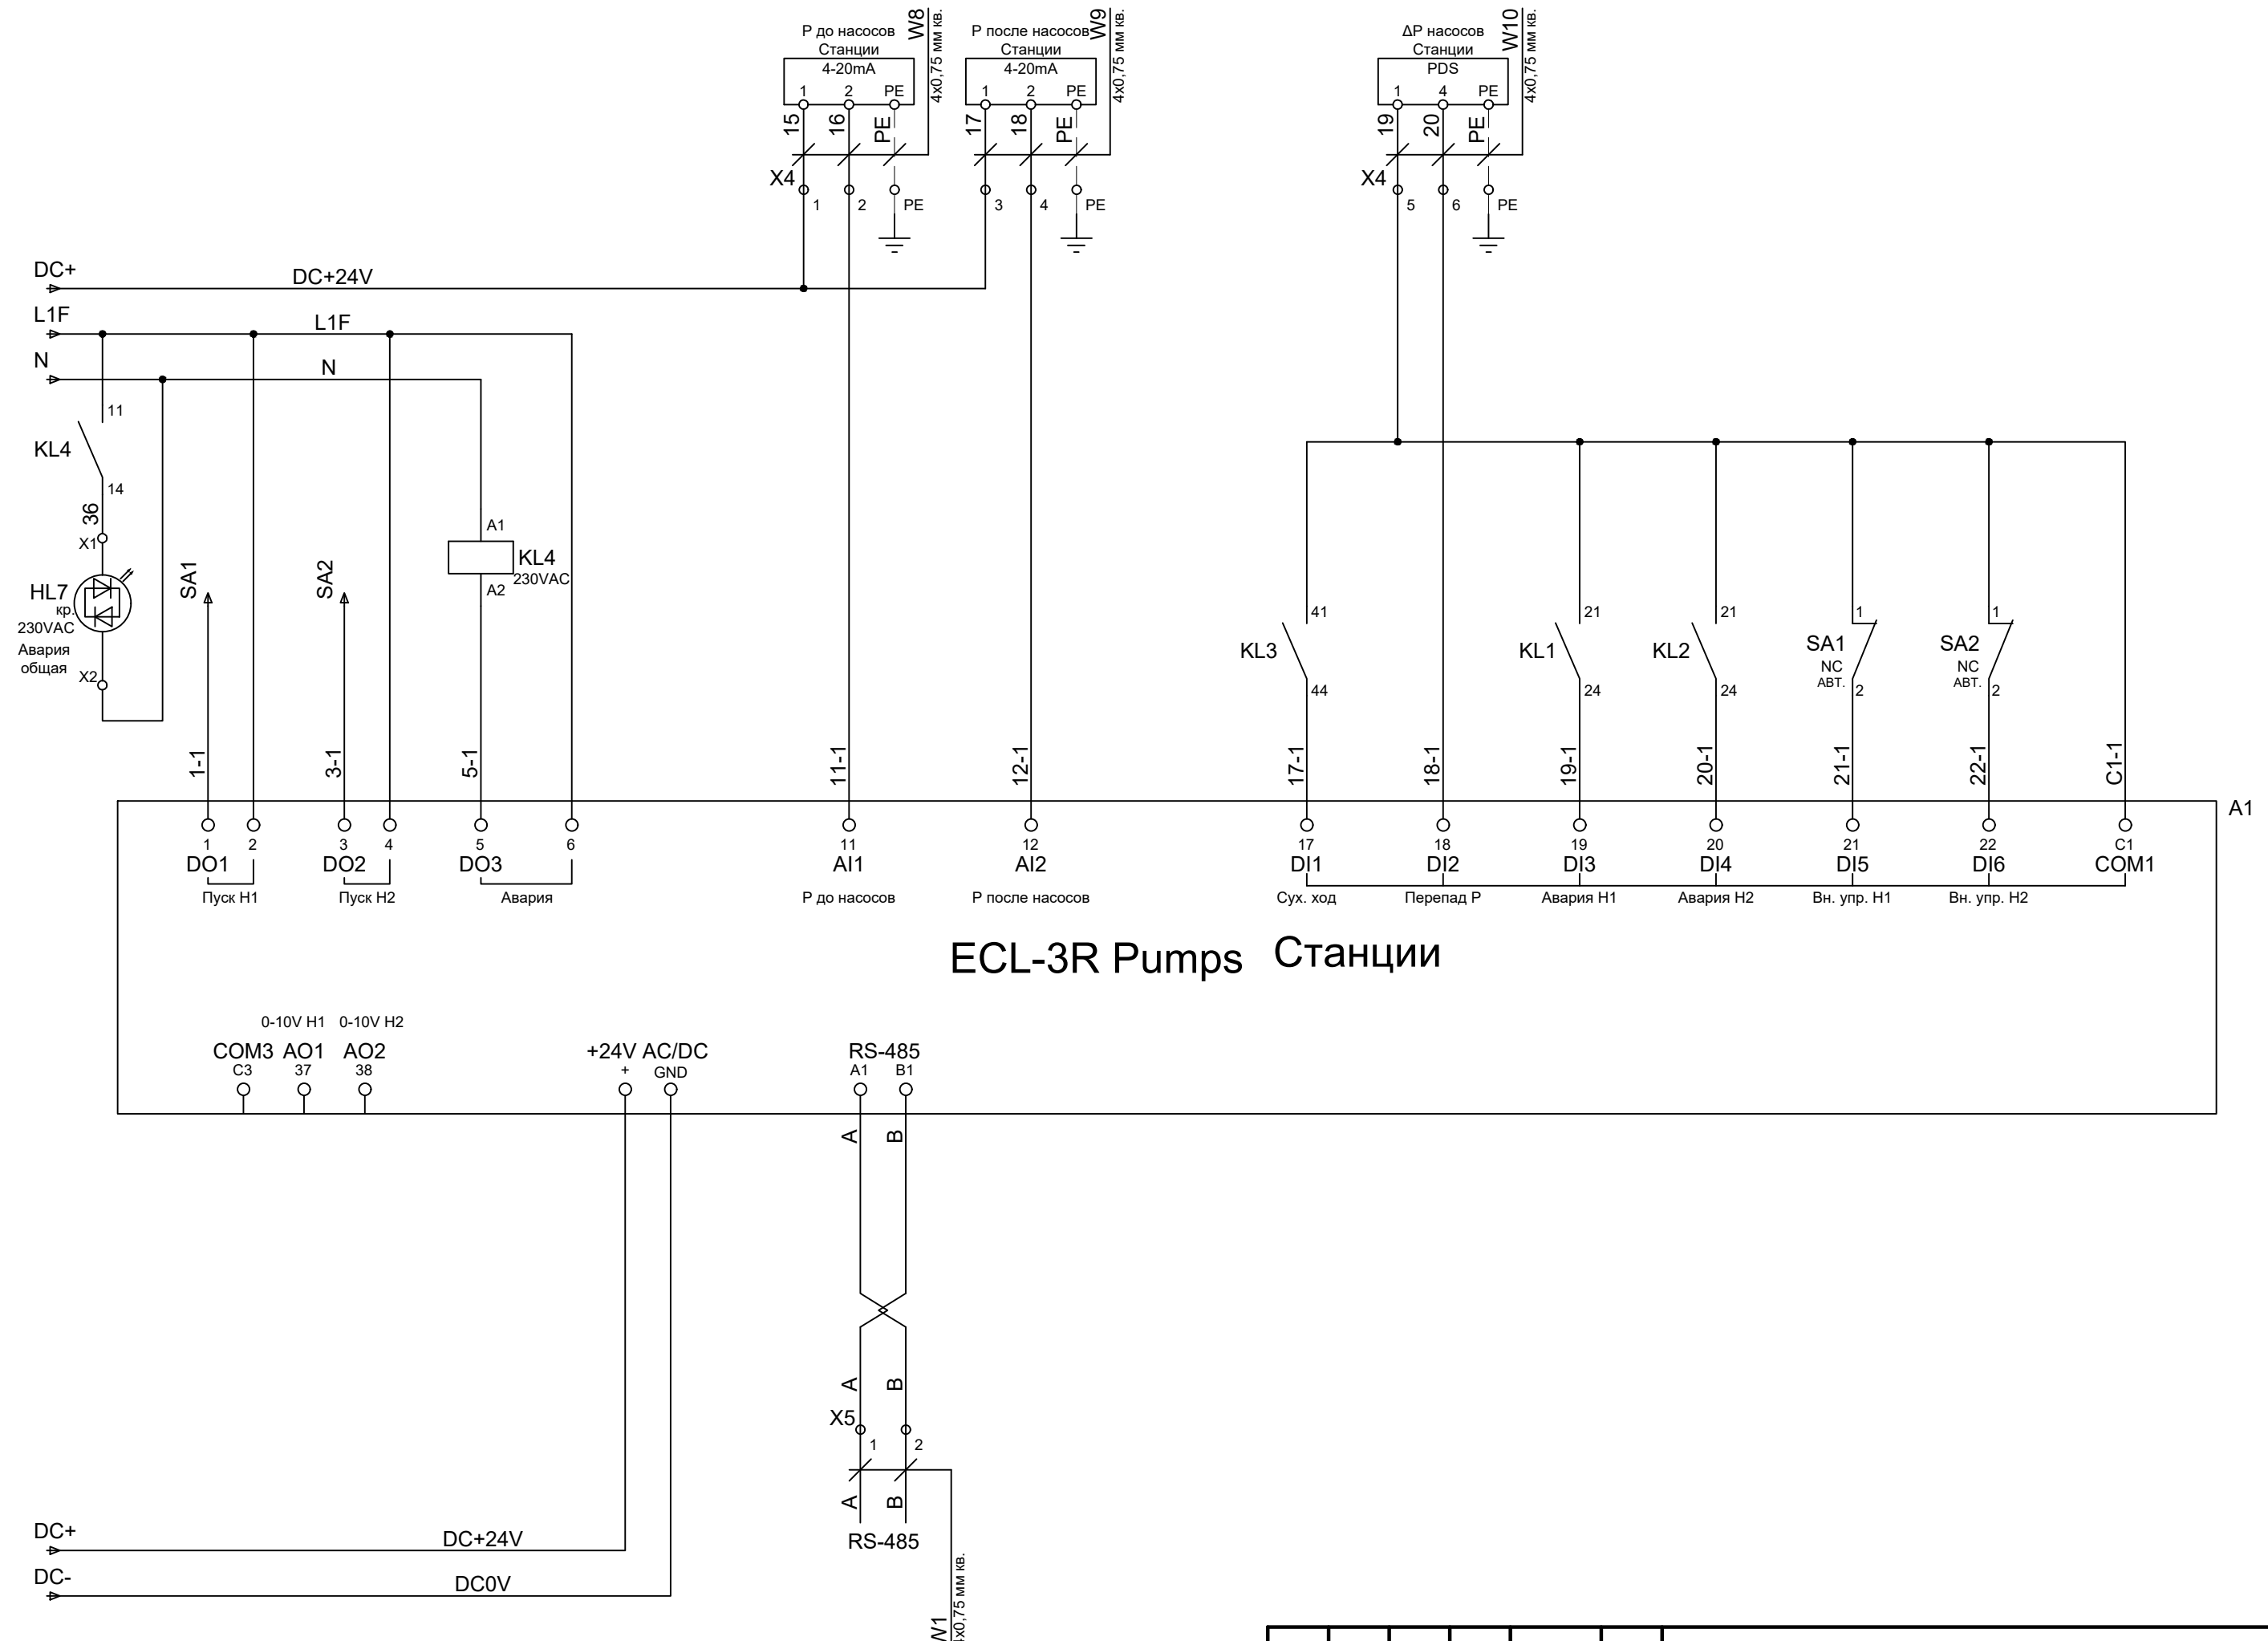 P до насосов
Станции
4-20mA
1 2 PE
15 16 PE
W8
4x0,75 мм кв.
X4
1 2 PE
P после насосов
Станции
4-20mA
1 2 PE
17 18 PE
W9
4x0,75 мм кв.
3 4 PE
ΔP насосов
Станции
PDS
1 4 PE
19 20 PE
W10
4x0,75 мм кв.
X4
5 6 PE
DC+
DC+24V
L1F
L1F
N
N
11
KL4
14
36
X1
HL7
кр.
230VAC
Авария
общая
X2
SA1
SA2
A1
KL4
230VAC
A2
41
KL3
44
21
KL1
24
21
KL2
24
1
SA1
NC
АВТ.
2
1
SA2
NC
АВТ.
2
1-1 3-1 5-1 11-1 12-1 17-1 18-1 19-1 20-1 21-1 22-1 C1-1
A1
1 2 3 4 5 6 11 12 17 18 19 20 21 22 C1
DO1 DO2 DO3 AI1 AI2 DI1 DI2 DI3 DI4 DI5 DI6 COM1
Пуск Н1 Пуск Н2 Авария P до насосов P после насосов Сух. ход Перепад P Авария Н1 Авария Н2 Вн. упр. Н1 Вн. упр. Н2
ECL-3R Pumps Станции
0-10V H1 0-10V H2
COM3 AO1 AO2 +24V AC/DC RS-485
C3 37 38 + GND A1 B1
A B
A B
X5
1 2
A B
RS-485
W1
4x0,75 мм кв.
DC+
DC+24V
DC-
DC0V